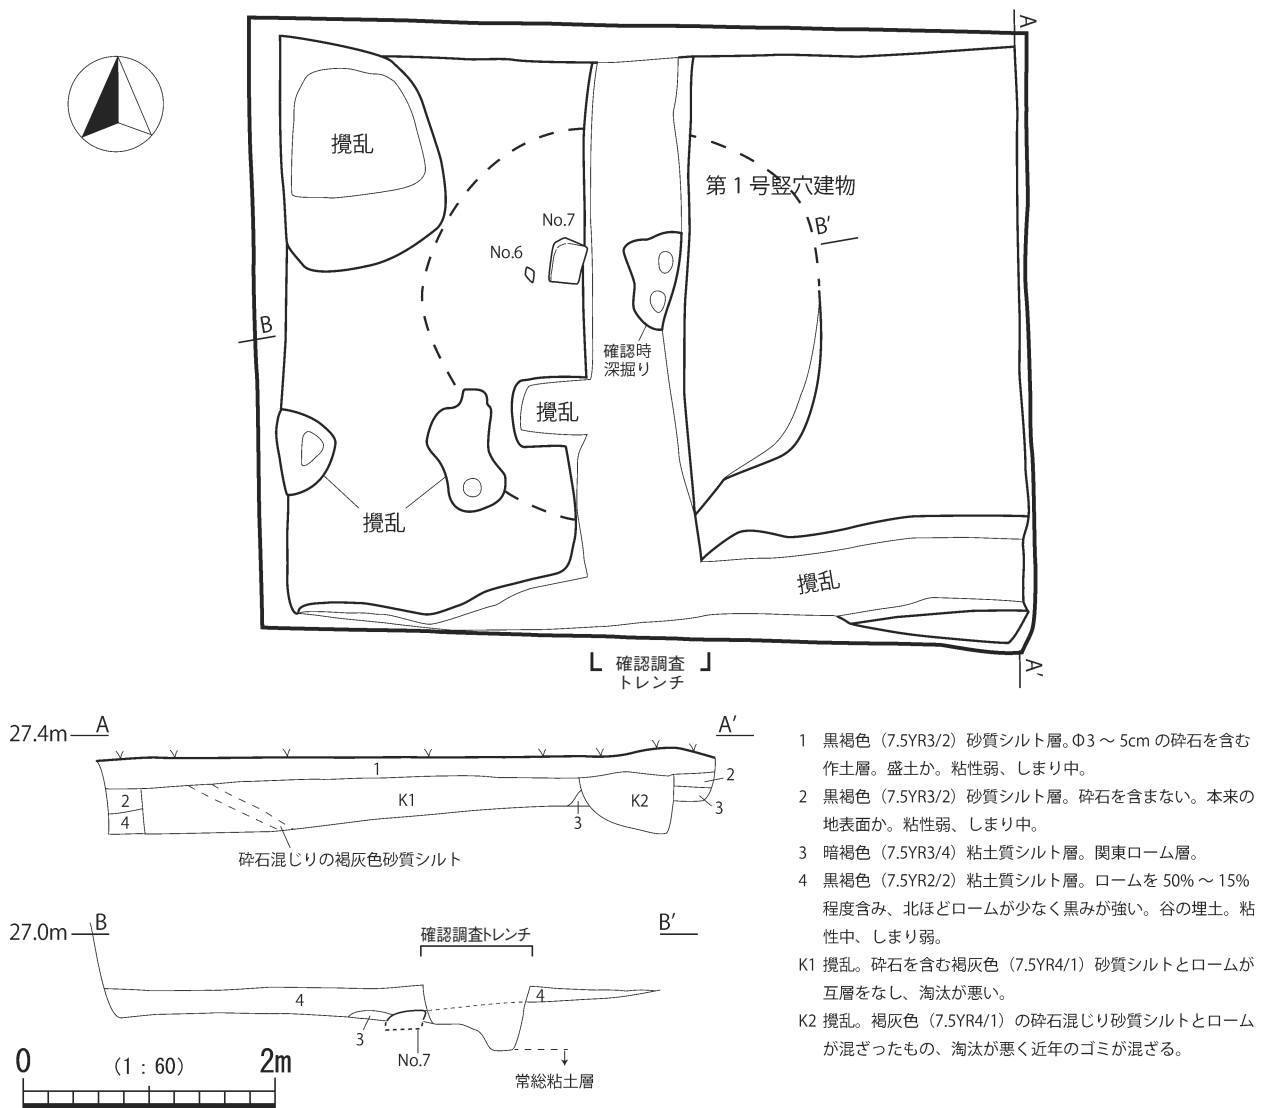 A
攪乱
第1号竪穴建物
No.7
B'
No.6
B
確認時
深掘り
攪乱
攪乱
攪乱
確認調査
トレンチ
A'
27.4m
A
A'
1
2
4
K1
K2
2
3
3
砕石混じりの褐灰色砂質シルト
27.0m
B
確認調査トレンチ
B'
4
4
3
No.7
常総粘土層
0
(1:60)
2m
1 黒褐色（7.5YR3/2）砂質シルト層。Φ3～5cmの砕石を含む
作土層。盛土か。粘性弱、しまり中。
2 黒褐色（7.5YR3/2）砂質シルト層。砕石を含まない。本来の
地表面か。粘性弱、しまり中。
3 暗褐色（7.5YR3/4）粘土質シルト層。関東ローム層。
4 黒褐色（7.5YR2/2）粘土質シルト層。ロームを50%～15%
程度含み、北ほどロームが少なく黒みが強い。谷の埋土。粘
性中、しまり弱。
K1 攪乱。砕石を含む褐灰色（7.5YR4/1）砂質シルトとロームが
互層をなし、淘汰が悪い。
K2 攪乱。褐灰色（7.5YR4/1）の砕石混じり砂質シルトとローム
が混ざったもの、淘汰が悪く近年のゴミが混ざる。